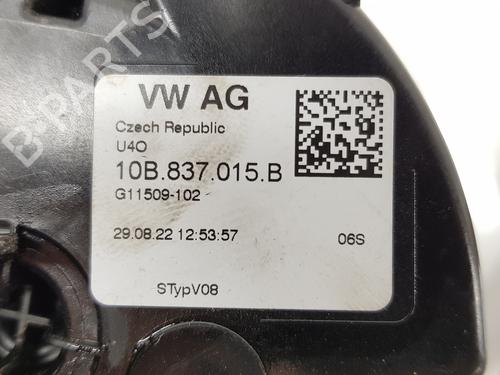 VW AG
Czech Republic
U4O
10B.837.015.B
G11509-102
29.08.22 12:53:57 06S
STypV08
B-PARTS